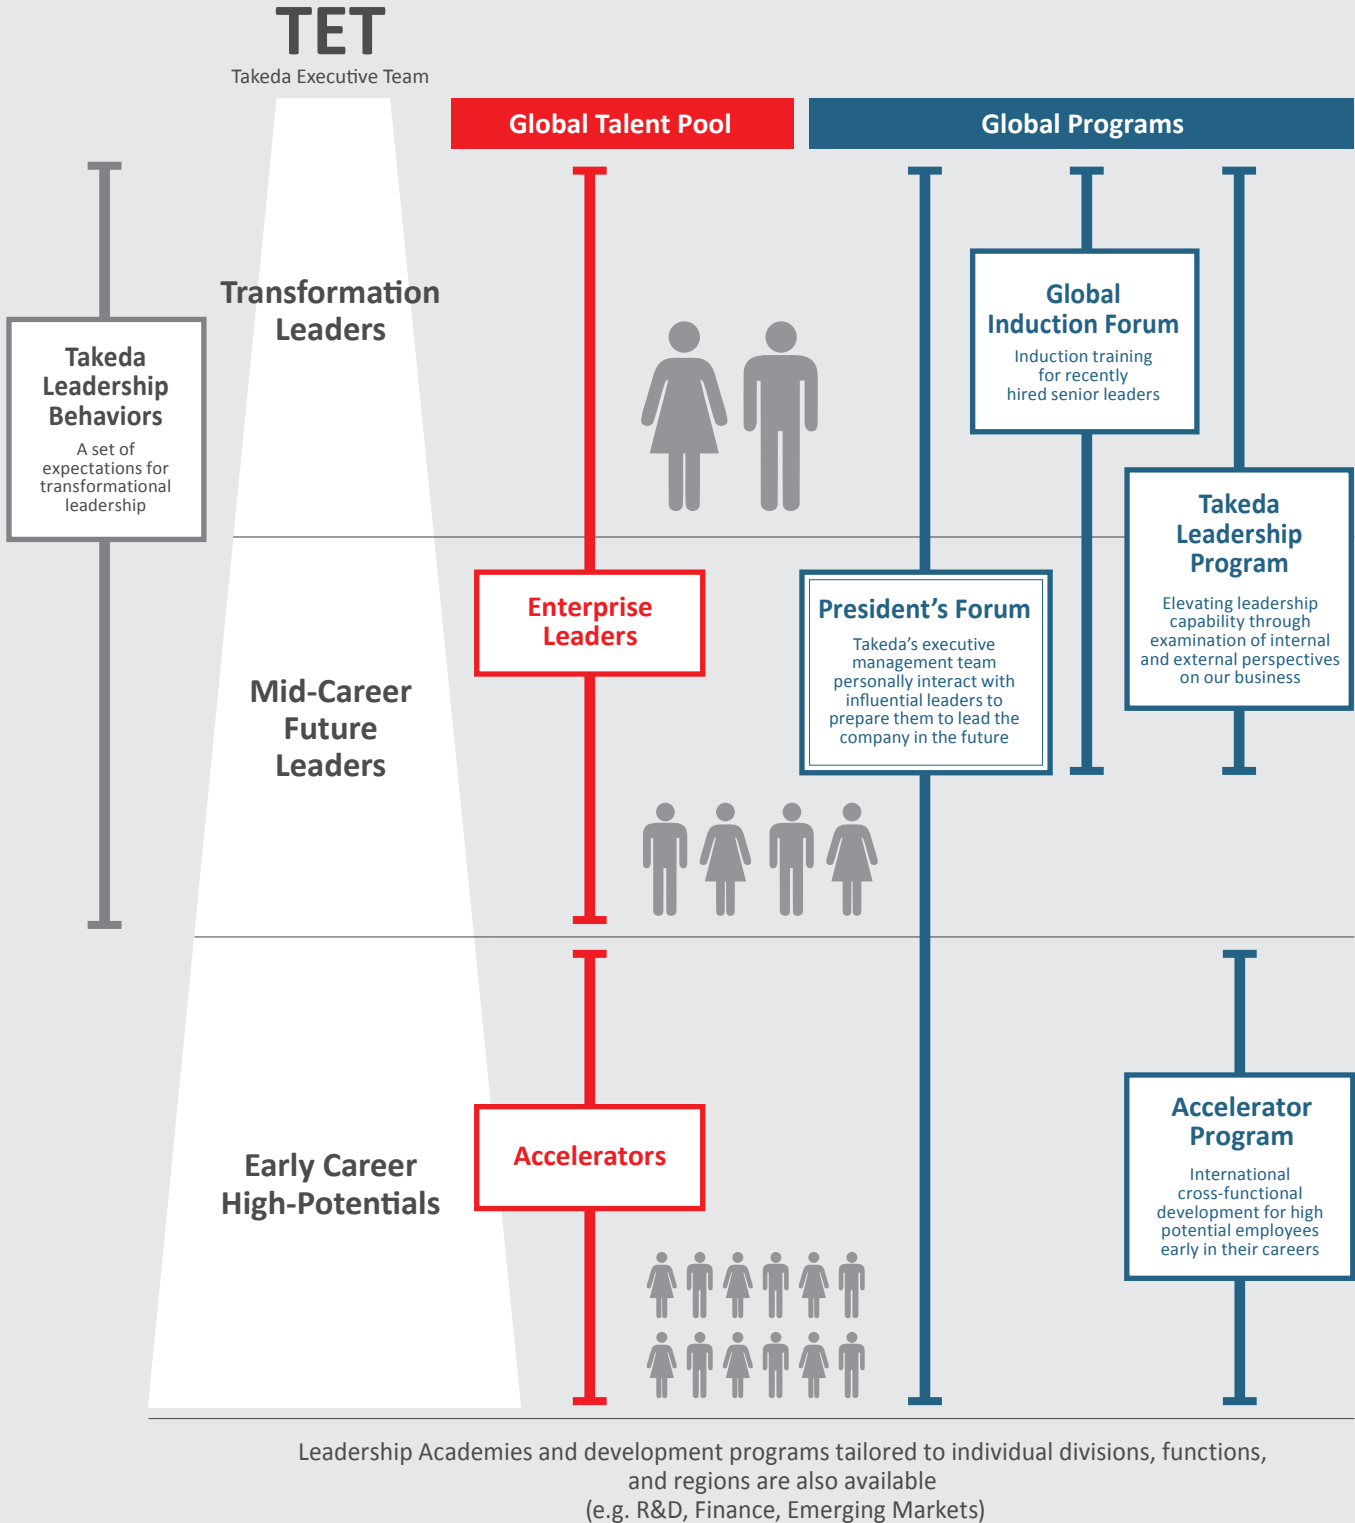 TET
Takeda Executive Team
Global Talent Pool
Global Programs
Transformation
Leaders
Takeda
Leadership
Behaviors
A set of
expectations for
transformational
leadership
Global
Induction Forum
Induction training
for recently
hired senior leaders
Takeda
Leadership
Program
Elevating leadership
capability through
examination of internal
and external perspectives
on our business
Enterprise
Leaders
President’s Forum
Takeda’s executive
management team
personally interact with
influential leaders to
prepare them to lead the
company in the future
Mid-Career
Future
Leaders
Early Career
High-Potentials
Accelerators
Accelerator
Program
International
cross-functional
development for high
potential employees
early in their careers
Leadership Academies and development programs tailored to individual divisions, functions,
and regions are also available
(e.g. R&D, Finance, Emerging Markets)